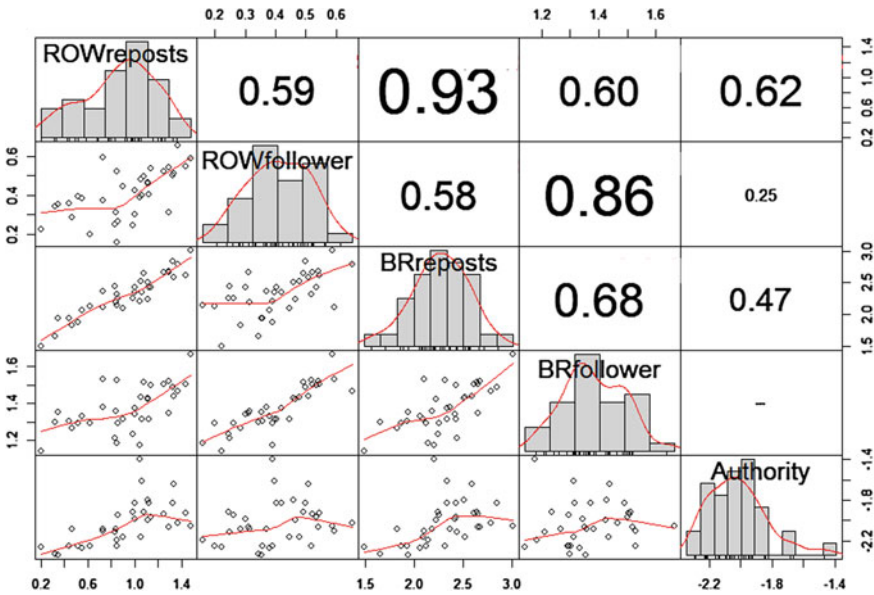 0.2 0.3 0.4 0.5 0.6 1.2 1.3 1.4 1.5 1.6
ROWreposts 0.59 0.93 0.60 0.62
0.2 0.6 1.0 1.4
0.2 0.4 0.6
ROWfollower 0.58 0.86 0.25
BRreposts 0.68 0.47
1.5 2.0 2.5 3.0
1.2 1.4 1.6
BRfollower –
Authority
-2.2 -1.8 -1.4
0.2 0.6 1.0 1.4 1.5 2.0 2.5 3.0 -2.2 -1.8 -1.4